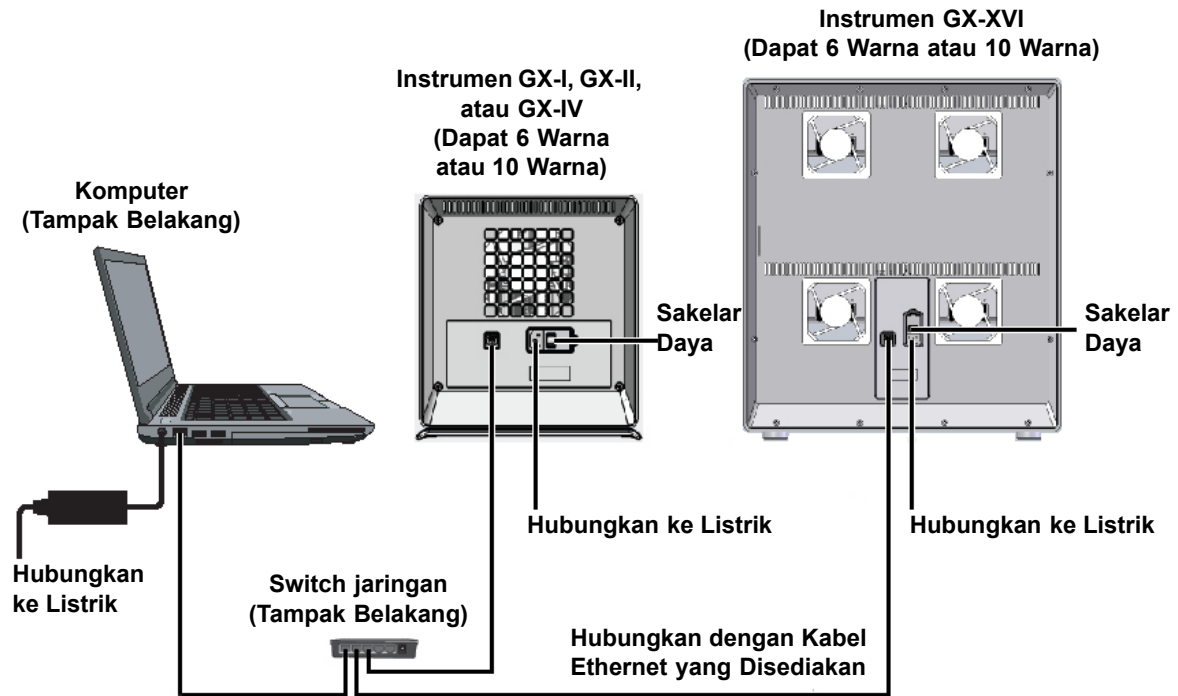 Instrumen GX-XVI
(Dapat 6 Warna atau 10 Warna)
Instrumen GX-I, GX-II,
atau GX-IV
(Dapat 6 Warna
atau 10 Warna)
Komputer
(Tampak Belakang)
Sakelar
Daya
Sakelar
Daya
Hubungkan ke Listrik
Hubungkan ke Listrik
Hubungkan
ke Listrik
Switch jaringan
(Tampak Belakang)
Hubungkan dengan Kabel
Ethernet yang Disediakan